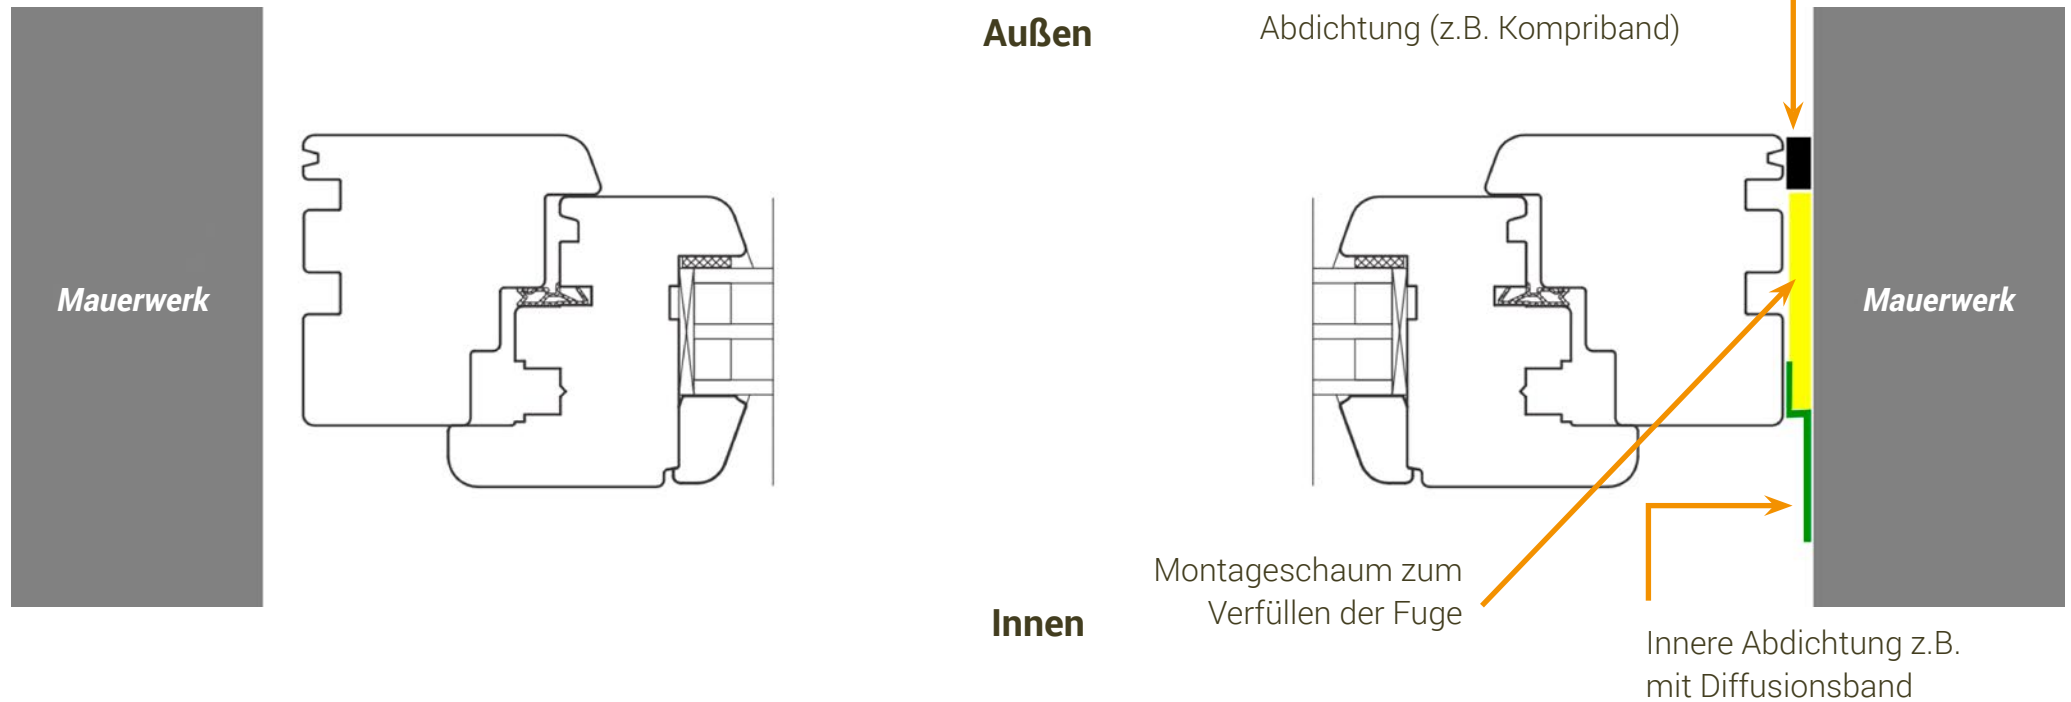 Außen
Abdichtung (z.B. Kompriband)
Mauerwerk
Mauerwerk
Montageschaum zum
Verfüllen der Fuge
Innen
Innere Abdichtung z.B.
mit Diffusionsband